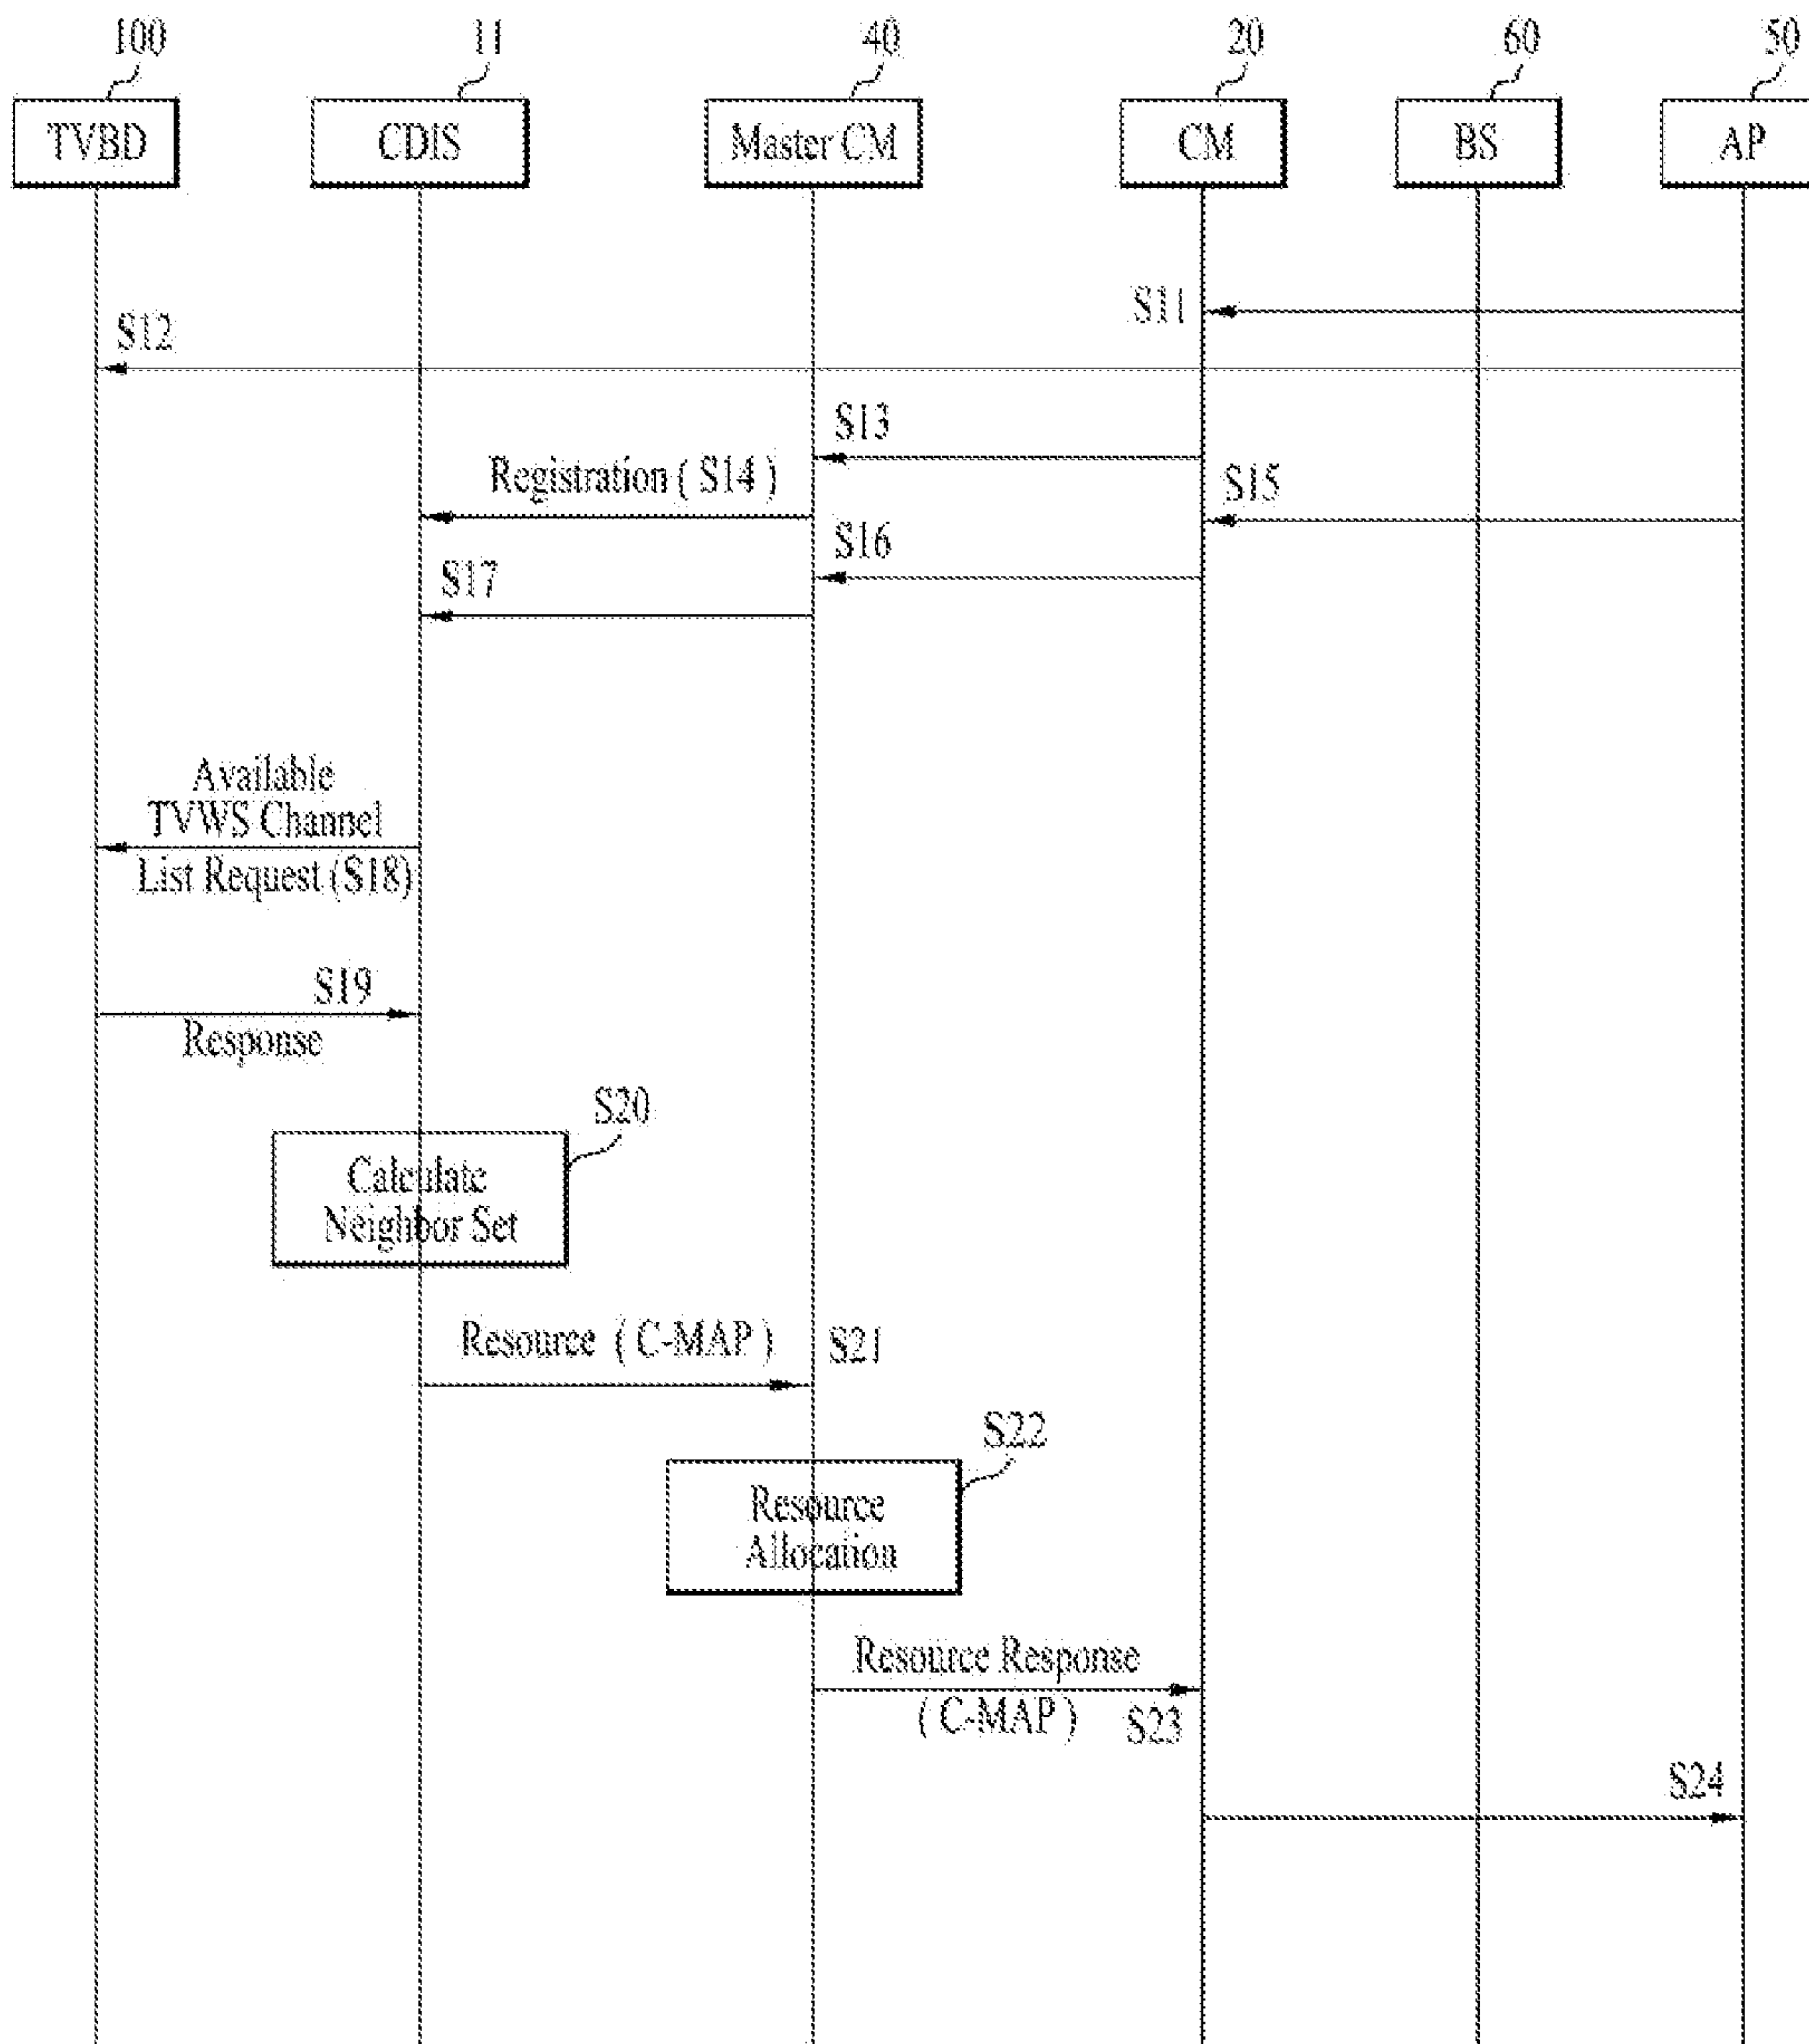 100 11 40 20 60 50
TVBD CDIS Master CM CM BS AP
S11
S12
S13
Registration ( S14 )
S15
S16
S17
Available
TVWS Channel
List Request (S18)
S19
Response
S20
Calculate
Neighbor Set
Resource ( C-MAP )
S21
S22
Resource
Allocation
Resource Response
( C-MAP )
S23
S24